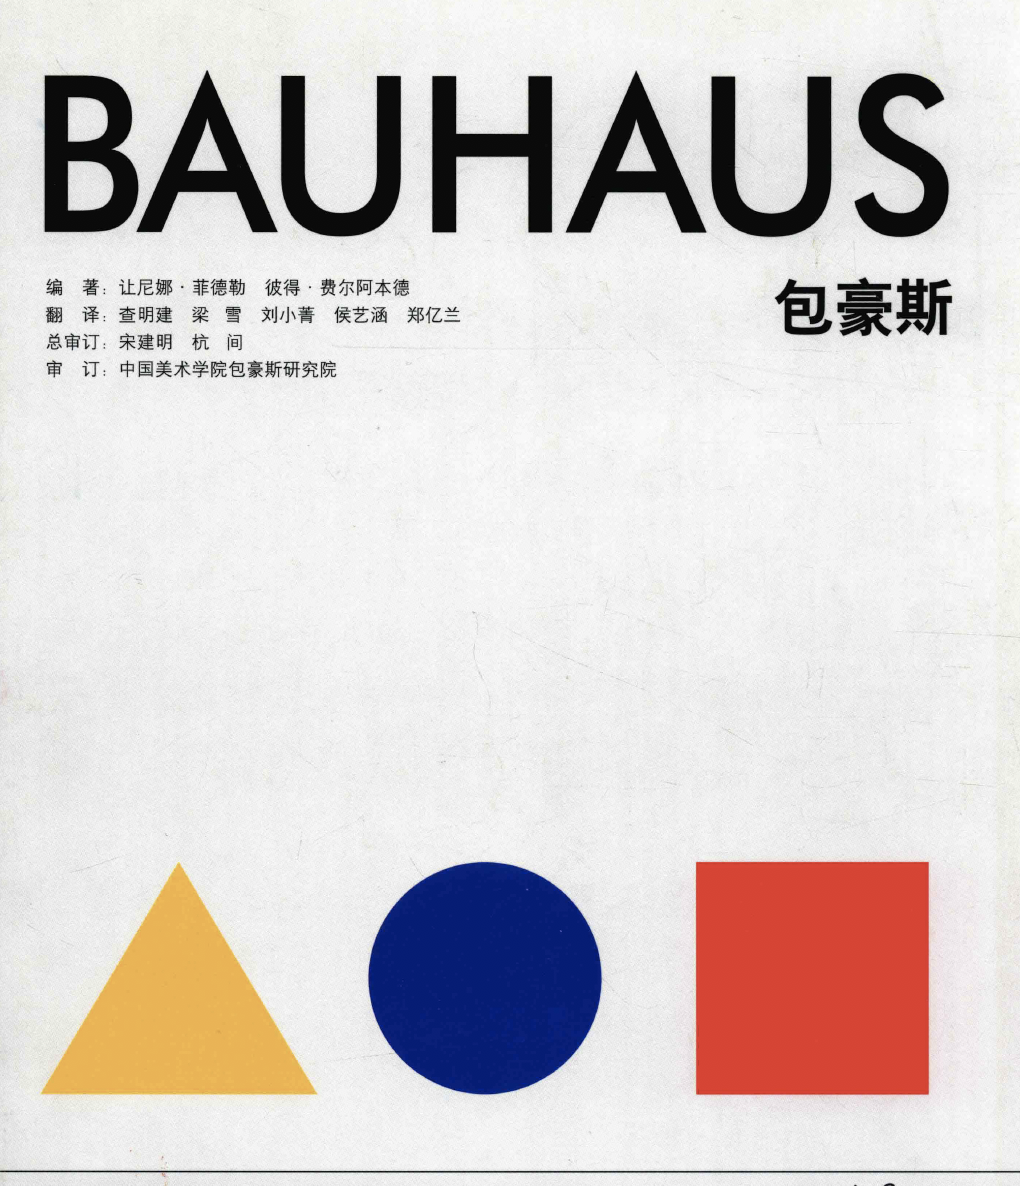 BAUHAUS
包豪斯
编 著：让尼娜·菲德勒 彼得·费尔阿本德
翻 译：查明建 梁 雪 刘小菁 侯艺涵 郑亿兰
总审订：宋建明 杭 间
审 订：中国美术学院包豪斯研究院